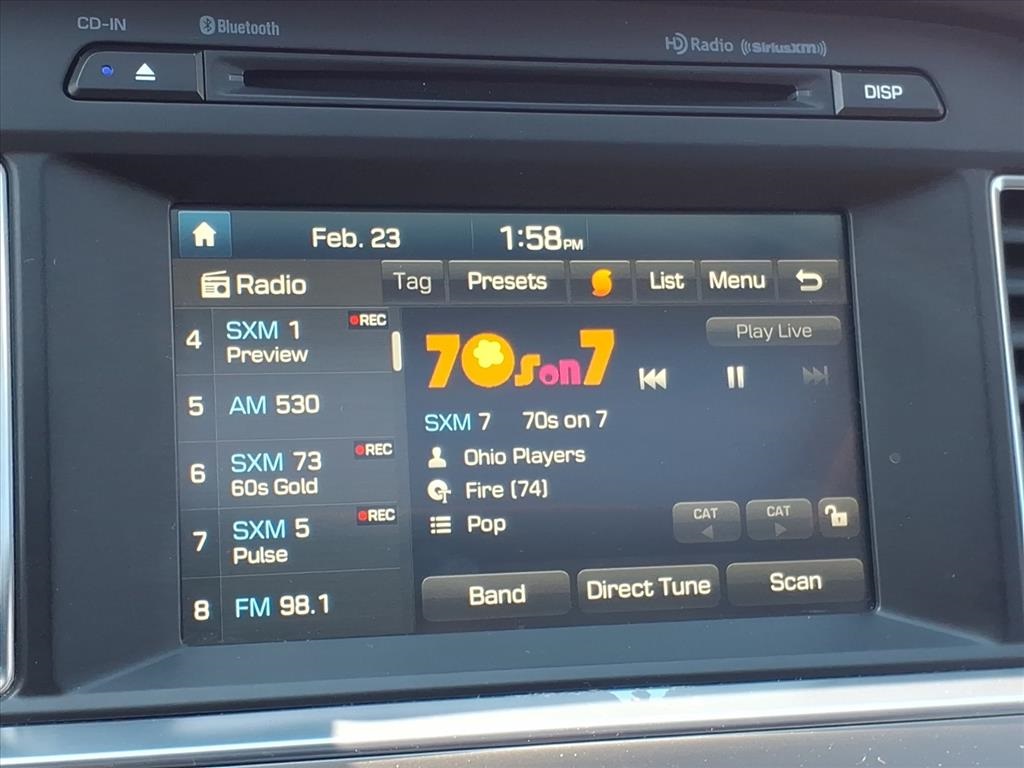 CD-IN
Bluetooth
HD Radio ((SiriusXM))
DISP
Feb. 23
1:58PM
Radio
Tag
Presets
List
Menu
4
SXM 1
REC
Preview
5
AM 530
6
SXM 73
REC
60s Gold
7
SXM 5
REC
Pulse
8
FM 98.1
70s on 7
Play Live
SXM 7 70s on 7
Ohio Players
Fire (74)
Pop
CAT
CAT
Band
Direct Tune
Scan